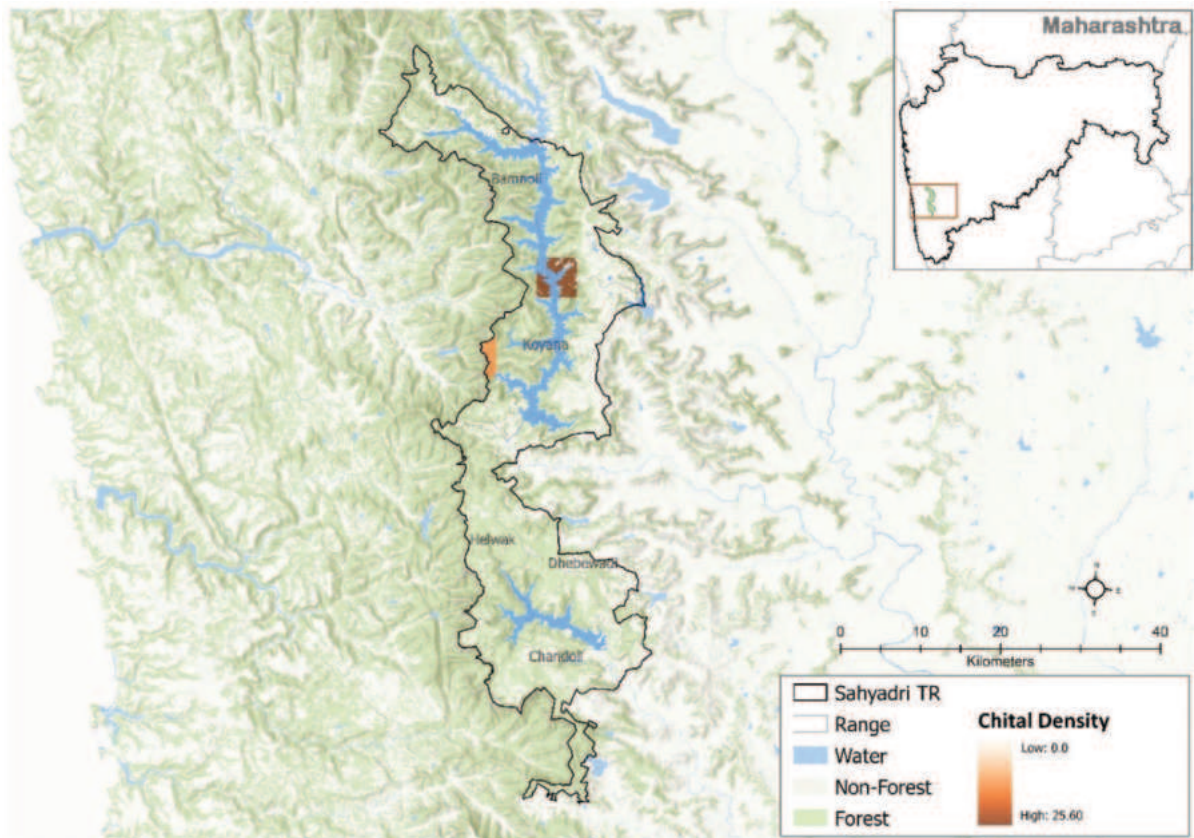 Maharashtra
Bamnoli
Koyana
Helwak
Dhebewadi
Chandoli
N
E
S
0 10 20 40
Kilometers
Sahyadri TR
Range
Water
Non-Forest
Forest
Chital Density
Low: 0.0
High: 25.60